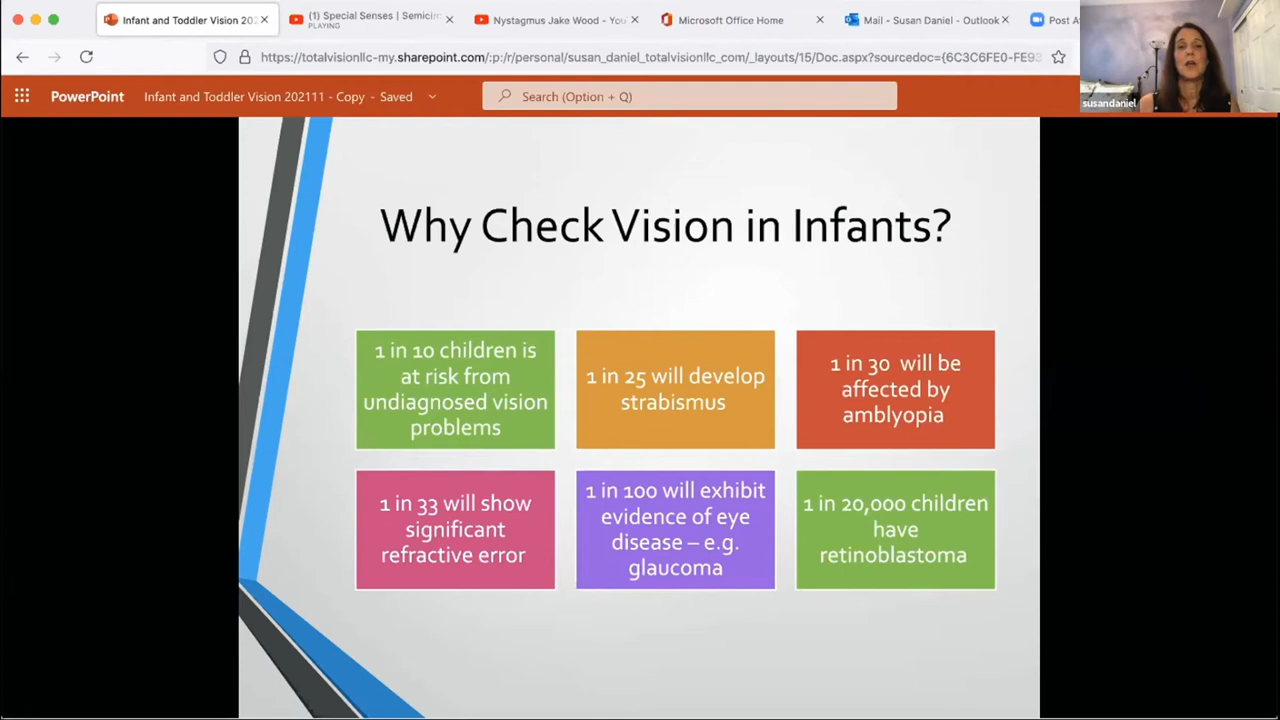 Infant and Toddler Vision 202
(1) Special Senses | Semicirc
PLAYING
Nystagmus Jake Wood - You
Microsoft Office Home
Mail - Susan Daniel - Outlook
Post A
https://totalvisionllc-my.sharepoint.com/:p:/r/personal/susan_daniel_totalvisionllc_com/_layouts/15/Doc.aspx?sourcedoc={6C3C6FE0-FE93
susandaniel
PowerPoint
Infant and Toddler Vision 202111 - Copy - Saved
Search (Option + Q)
Why Check Vision in Infants?
1 in 10 children is
at risk from
undiagnosed vision
problems
1 in 25 will develop
strabismus
1 in 30 will be
affected by
amblyopia
1 in 33 will show
significant
refractive error
1 in 100 will exhibit
evidence of eye
disease – e.g.
glaucoma
1 in 20,000 children
have
retinoblastoma